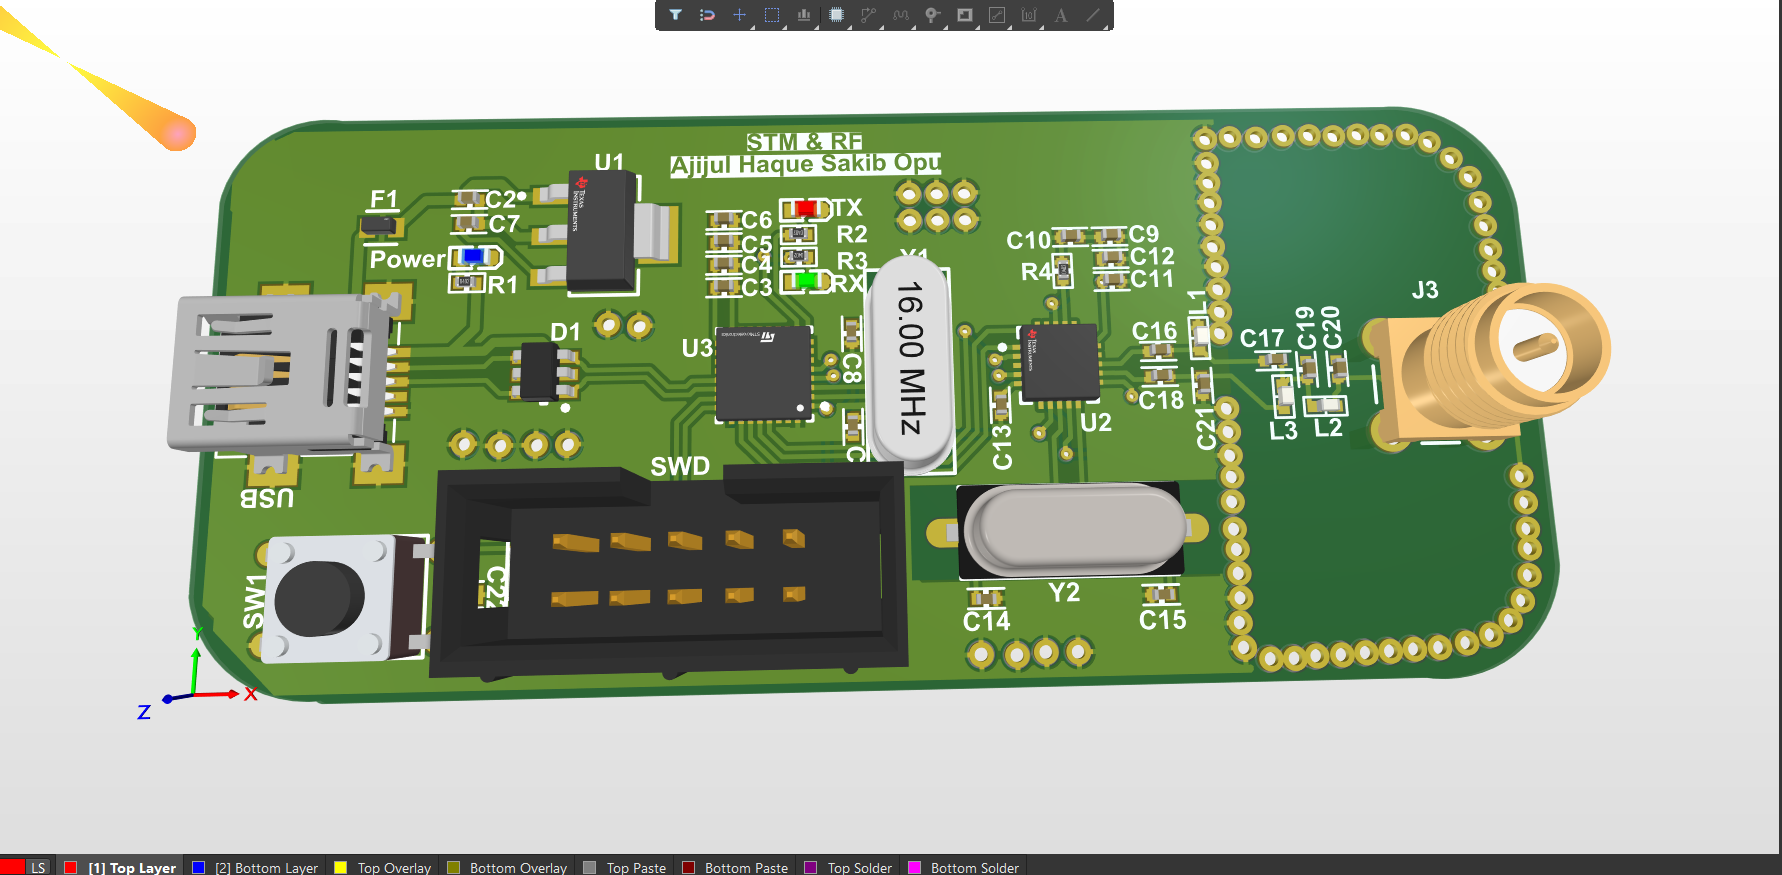 STM & RF
Ajijul Haque Sakib Opu
U1
F1
C2
C7
Power
R1
TEXAS INSTRUMENTS
C6
C5
C4
C3
TX
R2
R3
RX
Y1
16.00 MHz
C10
C9
C12
C11
R4
D1
U3
C8
C
C13
U2
C16
C18
L1
C21
C17
C19
C20
L3
L2
J3
USB
SWD
SW1
C22
Y2
C14
C15
Y
X
Z
LS
[1] Top Layer
[2] Bottom Layer
Top Overlay
Bottom Overlay
Top Paste
Bottom Paste
Top Solder
Bottom Solder